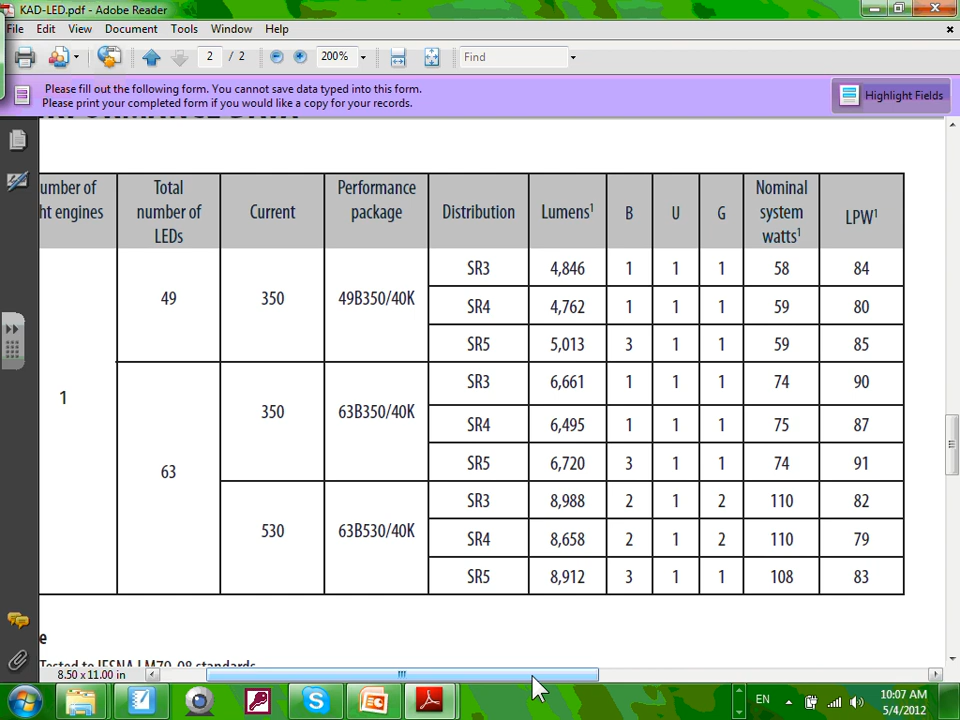 KAD-LED.pdf - Adobe Reader
File Edit View Document Tools Window Help
2 / 2 200% Find
Please fill out the following form. You cannot save data typed into this form.
Please print your completed form if you would like a copy for your records.
Highlight Fields
umber of
ht engines
Total
number of
LEDs
Current
Performance
package
Distribution
Lumens1
B
U
G
Nominal
system
watts1
LPW1
1
49 350 49B350/40K
SR3 4,846 1 1 1 58 84
SR4 4,762 1 1 1 59 80
SR5 5,013 3 1 1 59 85
63
350 63B350/40K
SR3 6,661 1 1 1 74 90
SR4 6,495 1 1 1 75 87
SR5 6,720 3 1 1 74 91
530 63B530/40K
SR3 8,988 2 1 2 110 82
SR4 8,658 2 1 2 110 79
SR5 8,912 3 1 1 108 83
e
Tested to IESNA LM79-08 standards
8.50 x 11.00 in
EN
10:07 AM
5/4/2012